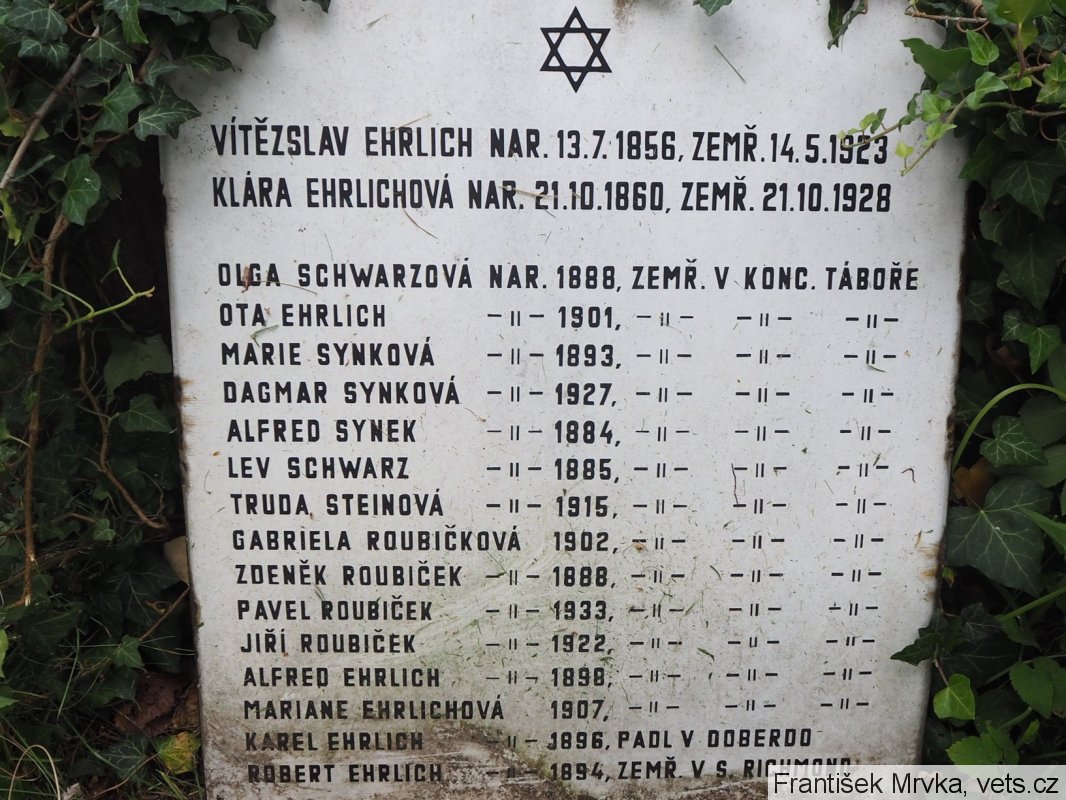 VÍTĚZSLAV EHRLICH NAR. 13.7. 1856, ZEMŘ. 14.5.1923
KLÁRA EHRLICHOVÁ NAR. 21.10.1860, ZEMŘ. 21.10.1928
OLGA SCHWARZOVÁ NAR. 1888, ZEMŘ. V KONC. TÁBOŘE
OTA EHRLICH –"– 1901, –"– –"– –"–
MARIE SYNKOVÁ –"– 1893, –"– –"– –"–
DAGMAR SYNKOVÁ –"– 1927, –"– –"– –"–
ALFRED SYNEK –"– 1884, –"– –"– –"–
LEV SCHWARZ –"– 1885, –"– –"– –"–
TRUDA STEINOVÁ –"– 1915, –"– –"– –"–
GABRIELA ROUBIČKOVÁ 1902, –"– –"– –"–
ZDENĚK ROUBIČEK –"– 1888, –"– –"– –"–
PAVEL ROUBIČEK –"– 1933, –"– –"– –"–
JIŘÍ ROUBIČEK –"– 1922, –"– –"– –"–
ALFRED EHRLICH –"– 1898, –"– –"– –"–
MARIANE EHRLICHOVÁ 1907, –"– –"– –"–
KAREL EHRLICH –"– 1896, PADL V DOBERDO
ROBERT EHRLICH –"– 1894, ZEMŘ. V S. RICHMOND
František Mrvka, vets.cz